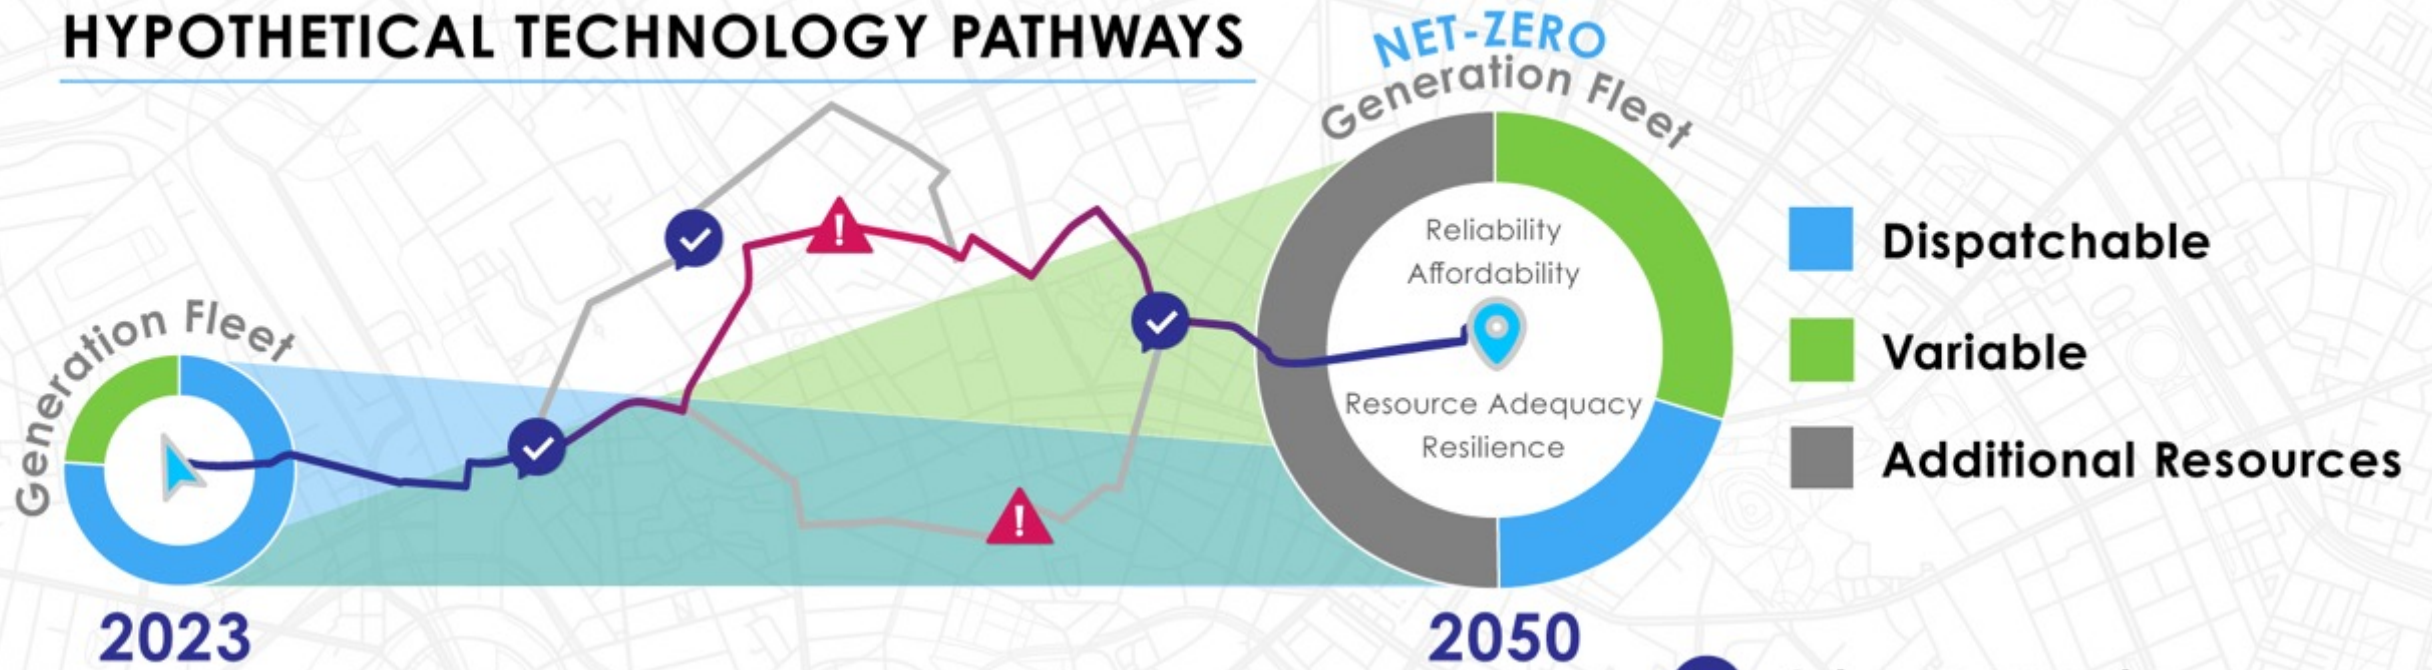 HYPOTHETICAL TECHNOLOGY PATHWAYS
NET-ZERO
Generation Fleet
Reliability
Affordability
Resource Adequacy
Resilience
Dispatchable
Variable
Additional Resources
Generation Fleet
2023
2050